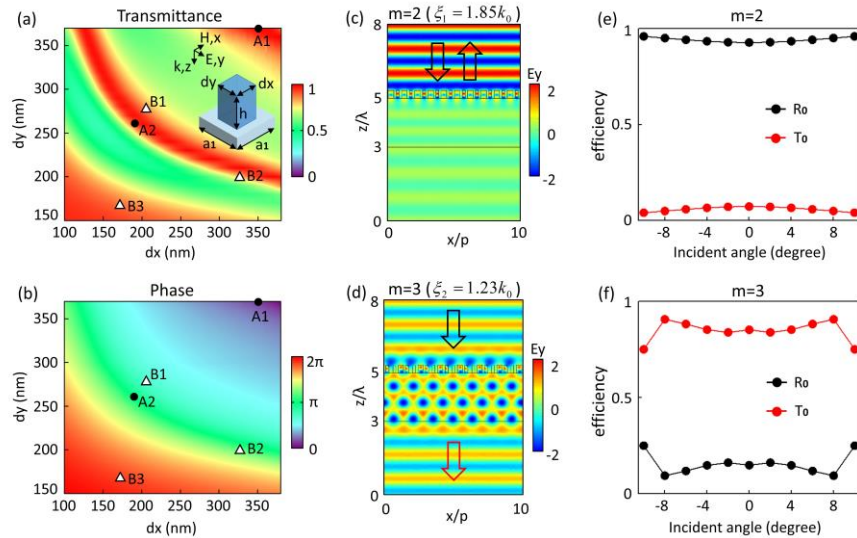 (a) Transmittance
350
300
250
200
150
100 150 200 250 300 350
dx (nm)
dy (nm)
H,x
E,y
k,z
dy
dx
h
a₁
a₁
A1
B1
A2
B2
B3
1
0.5
0
(b) Phase
350
300
250
200
150
100 150 200 250 300 350
dx (nm)
dy (nm)
A1
B1
A2
B2
B3
2π
π
0
(c) m=2 (ξ₁ = 1.85k₀)
8
5
3
0
z/λ
0 5 10
x/p
Ey
2
0
-2
(d) m=3 (ξ₂ = 1.23k₀)
8
5
3
0
z/λ
0 5 10
x/p
Ey
2
0
-2
(e) m=2
1
0.5
0
efficiency
R₀
T₀
-8 -4 0 4 8
Incident angle (degree)
(f) m=3
1
0.5
0
efficiency
R₀
T₀
-8 -4 0 4 8
Incident angle (degree)